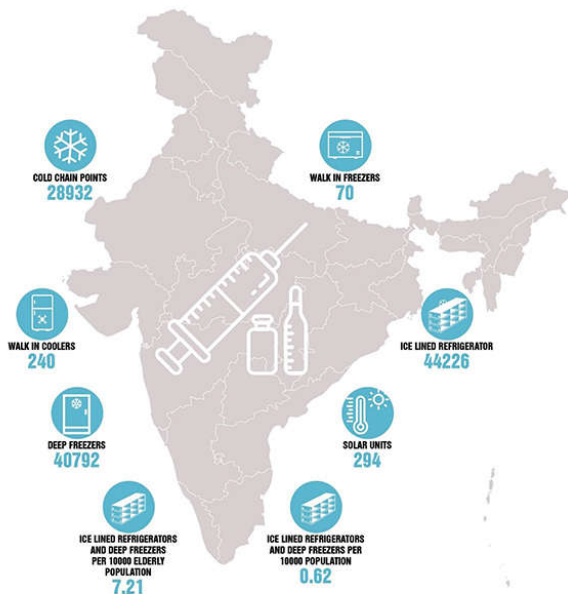 COLD CHAIN POINTS
28932
WALK IN FREEZERS
70
WALK IN COOLERS
240
ICE LINED REFRIGERATOR
44226
DEEP FREEZERS
40792
SOLAR UNITS
294
ICE LINED REFRIGERATORS
AND DEEP FREEZERS
PER 10000 ELDERLY
POPULATION
7.21
ICE LINED REFRIGERATORS
AND DEEP FREEZERS PER
10000 POPULATION
0.62